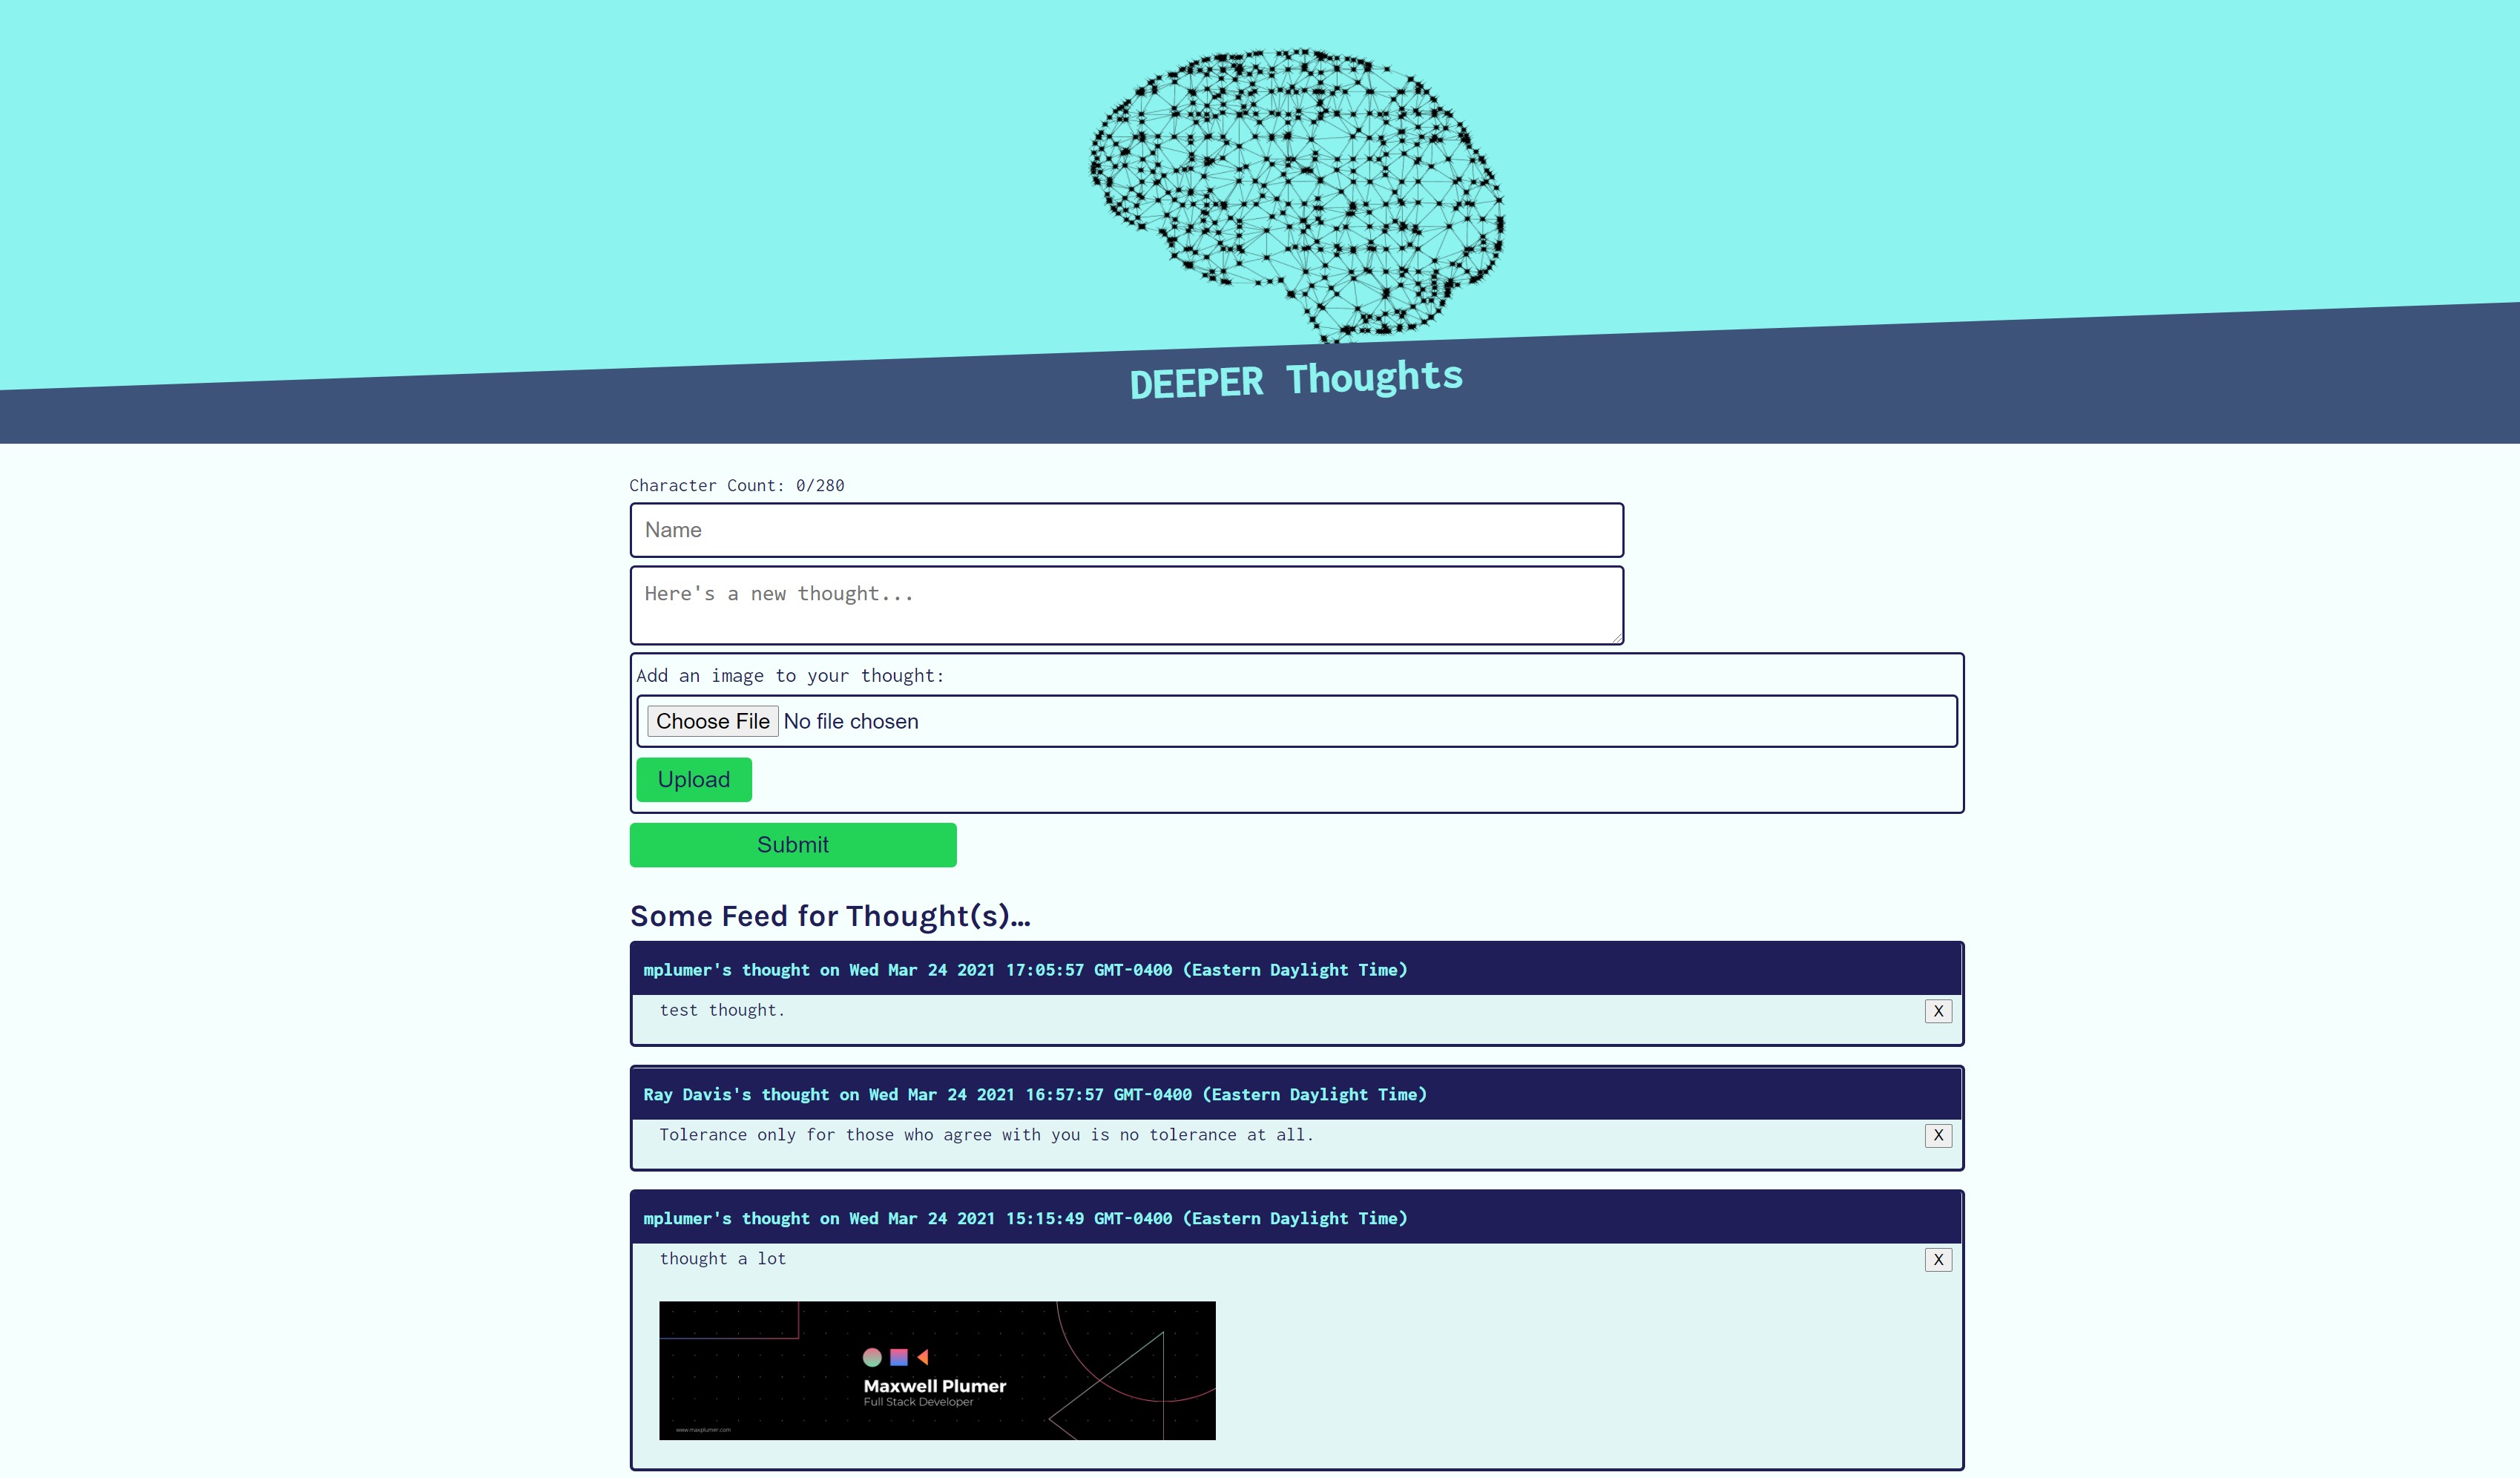 DEEPER Thoughts
Character Count: 0/280
Name
Here's a new thought...
Add an image to your thought:
Choose File No file chosen
Upload
Submit
Some Feed for Thought(s)...
mplumer's thought on Wed Mar 24 2021 17:05:57 GMT-0400 (Eastern Daylight Time)
test thought.
X
Ray Davis's thought on Wed Mar 24 2021 16:57:57 GMT-0400 (Eastern Daylight Time)
Tolerance only for those who agree with you is no tolerance at all.
X
mplumer's thought on Wed Mar 24 2021 15:15:49 GMT-0400 (Eastern Daylight Time)
thought a lot
X
Maxwell Plumer
Full Stack Developer
www.maxplumer.com